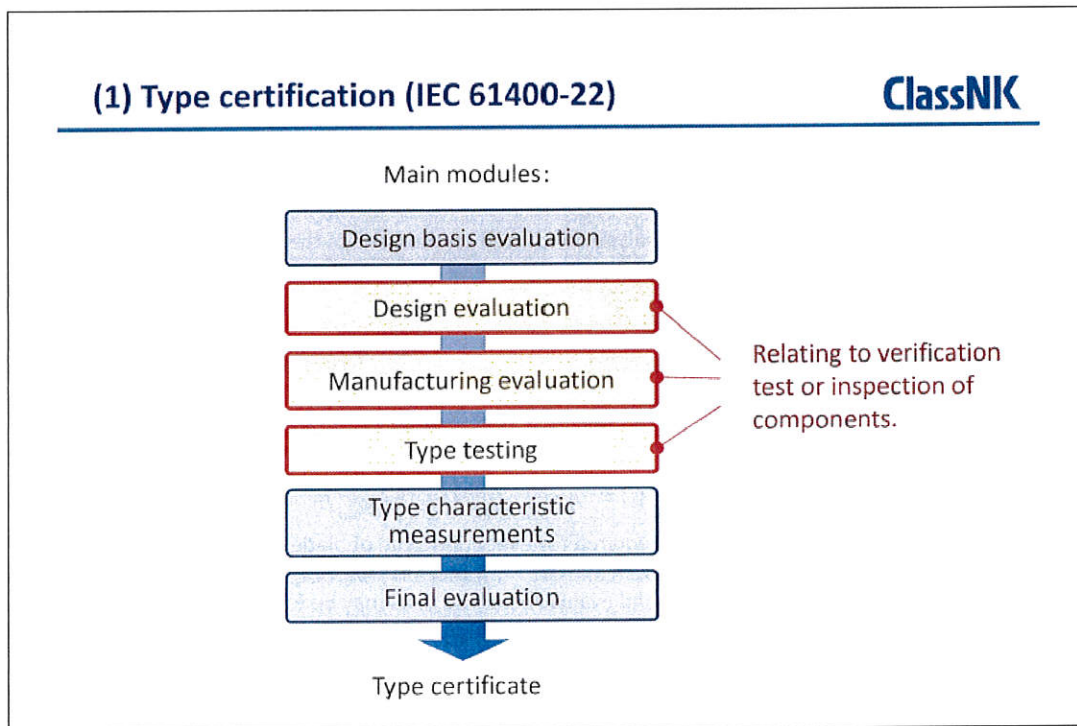 (1) Type certification (IEC 61400-22)
ClassNK
Main modules:
Design basis evaluation
Design evaluation
Manufacturing evaluation
Type testing
Type characteristic
measurements
Final evaluation
Type certificate
Relating to verification
test or inspection of
components.